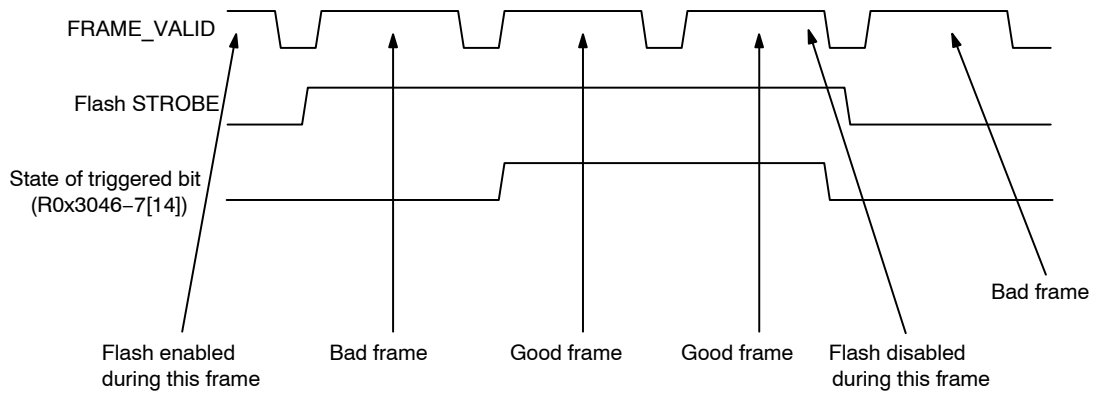 FRAME_VALID
Flash STROBE
State of triggered bit
(R0x3046−7[14])
Bad frame
Flash enabled
during this frame
Bad frame
Good frame
Good frame
Flash disabled
during this frame